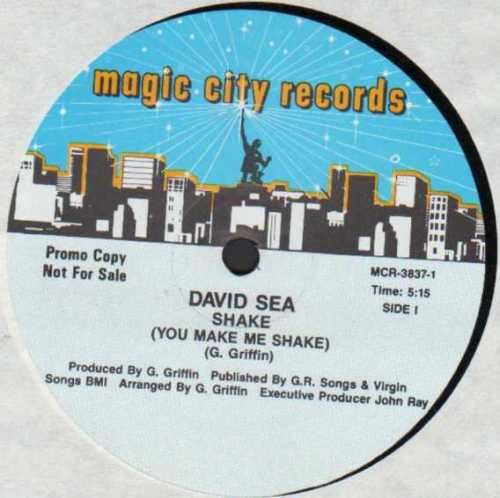 magic city records
Promo Copy
Not For Sale
MCR-3837-1
Time: 5:15
SIDE I
DAVID SEA
SHAKE
(YOU MAKE ME SHAKE)
(G. Griffin)
Produced By G. Griffin Published By G.R. Songs & Virgin
Songs BMI Arranged By G. Griffin Executive Producer John Ray